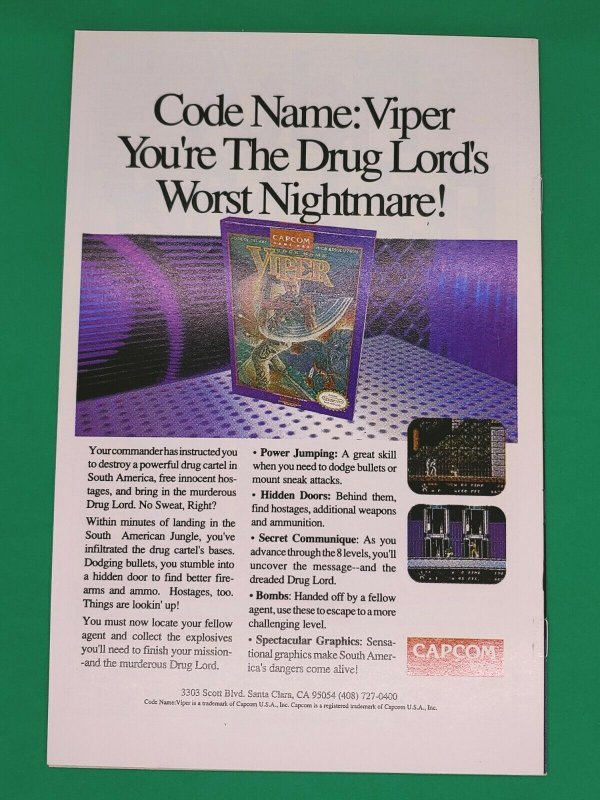 Code Name: Viper
You're The Drug Lord's
Worst Nightmare!
CAPCOM
VIPER
Your commander has instructed you
to destroy a powerful drug cartel in
South America, free innocent hos-
tages, and bring in the murderous
Drug Lord. No Sweat, Right?
Within minutes of landing in the
South American Jungle, you've
infiltrated the drug cartel's bases.
Dodging bullets, you stumble into
a hidden door to find better fire-
arms and ammo. Hostages, too.
Things are lookin' up!
You must now locate your fellow
agent and collect the explosives
you'll need to finish your mission-
-and the murderous Drug Lord.
• Power Jumping: A great skill
when you need to dodge bullets or
mount sneak attacks.
• Hidden Doors: Behind them,
find hostages, additional weapons
and ammunition.
• Secret Communique: As you
advance through the 8 levels, you'll
uncover the message--and the
dreaded Drug Lord.
• Bombs: Handed off by a fellow
agent, use these to escape to a more
challenging level.
• Spectacular Graphics: Sensa-
tional graphics make South Amer-
ica's dangers come alive!
CAPCOM
3303 Scott Blvd. Santa Clara, CA 95054 (408) 727-0400
Code Name: Viper is a trademark of Capcom U.S.A., Inc. Capcom is a registered trademark of Capcom U.S.A., Inc.